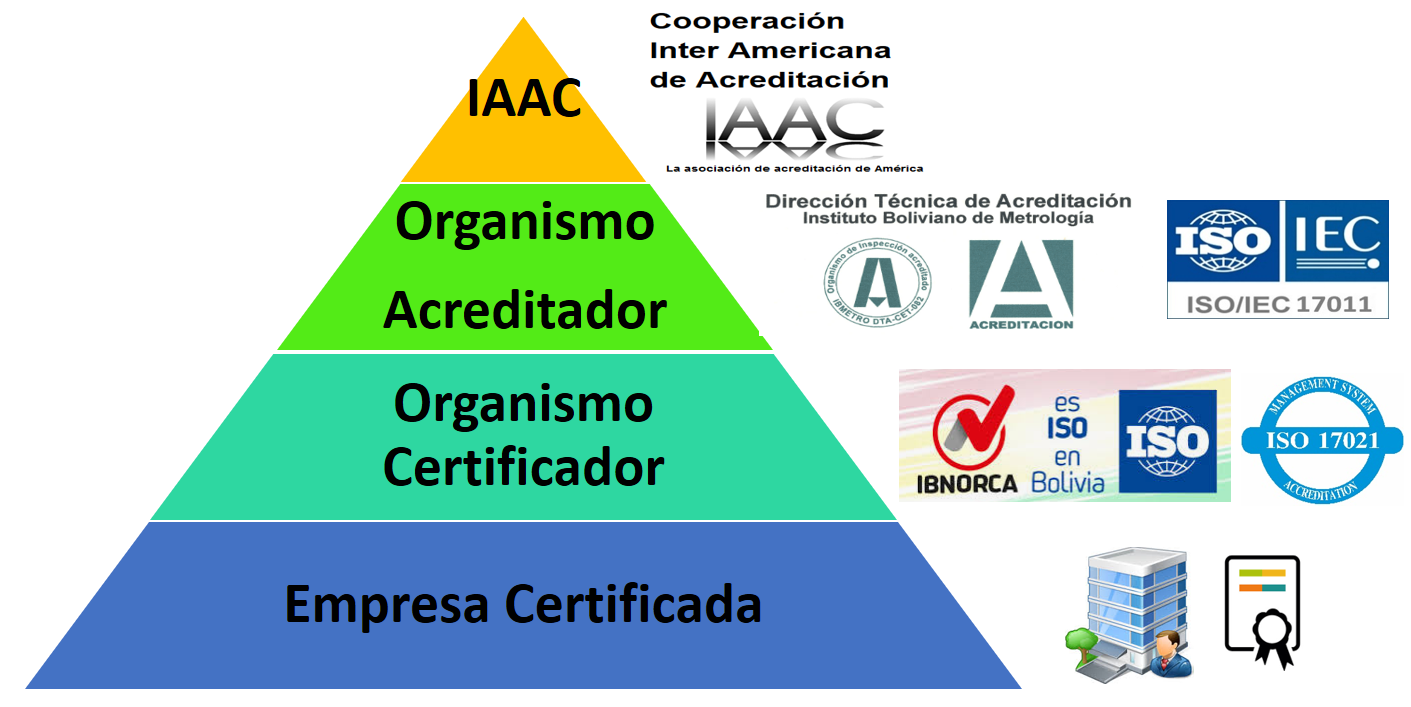 IAAC
Cooperación
Inter Americana
de Acreditación
IAAC
La asociación de acreditación de América
Organismo
Acreditador
Dirección Técnica de Acreditación
Instituto Boliviano de Metrología
Organismo de Inspección acreditado
IBMETRO DTA-CET-082
A
ACREDITACION
ISO
IEC
ISO/IEC 17011
Organismo
Certificador
IBNORCA
es
ISO
en
Bolivia
ISO
MANAGEMENT SYSTEM
ISO 17021
ACCREDITATION
Empresa Certificada